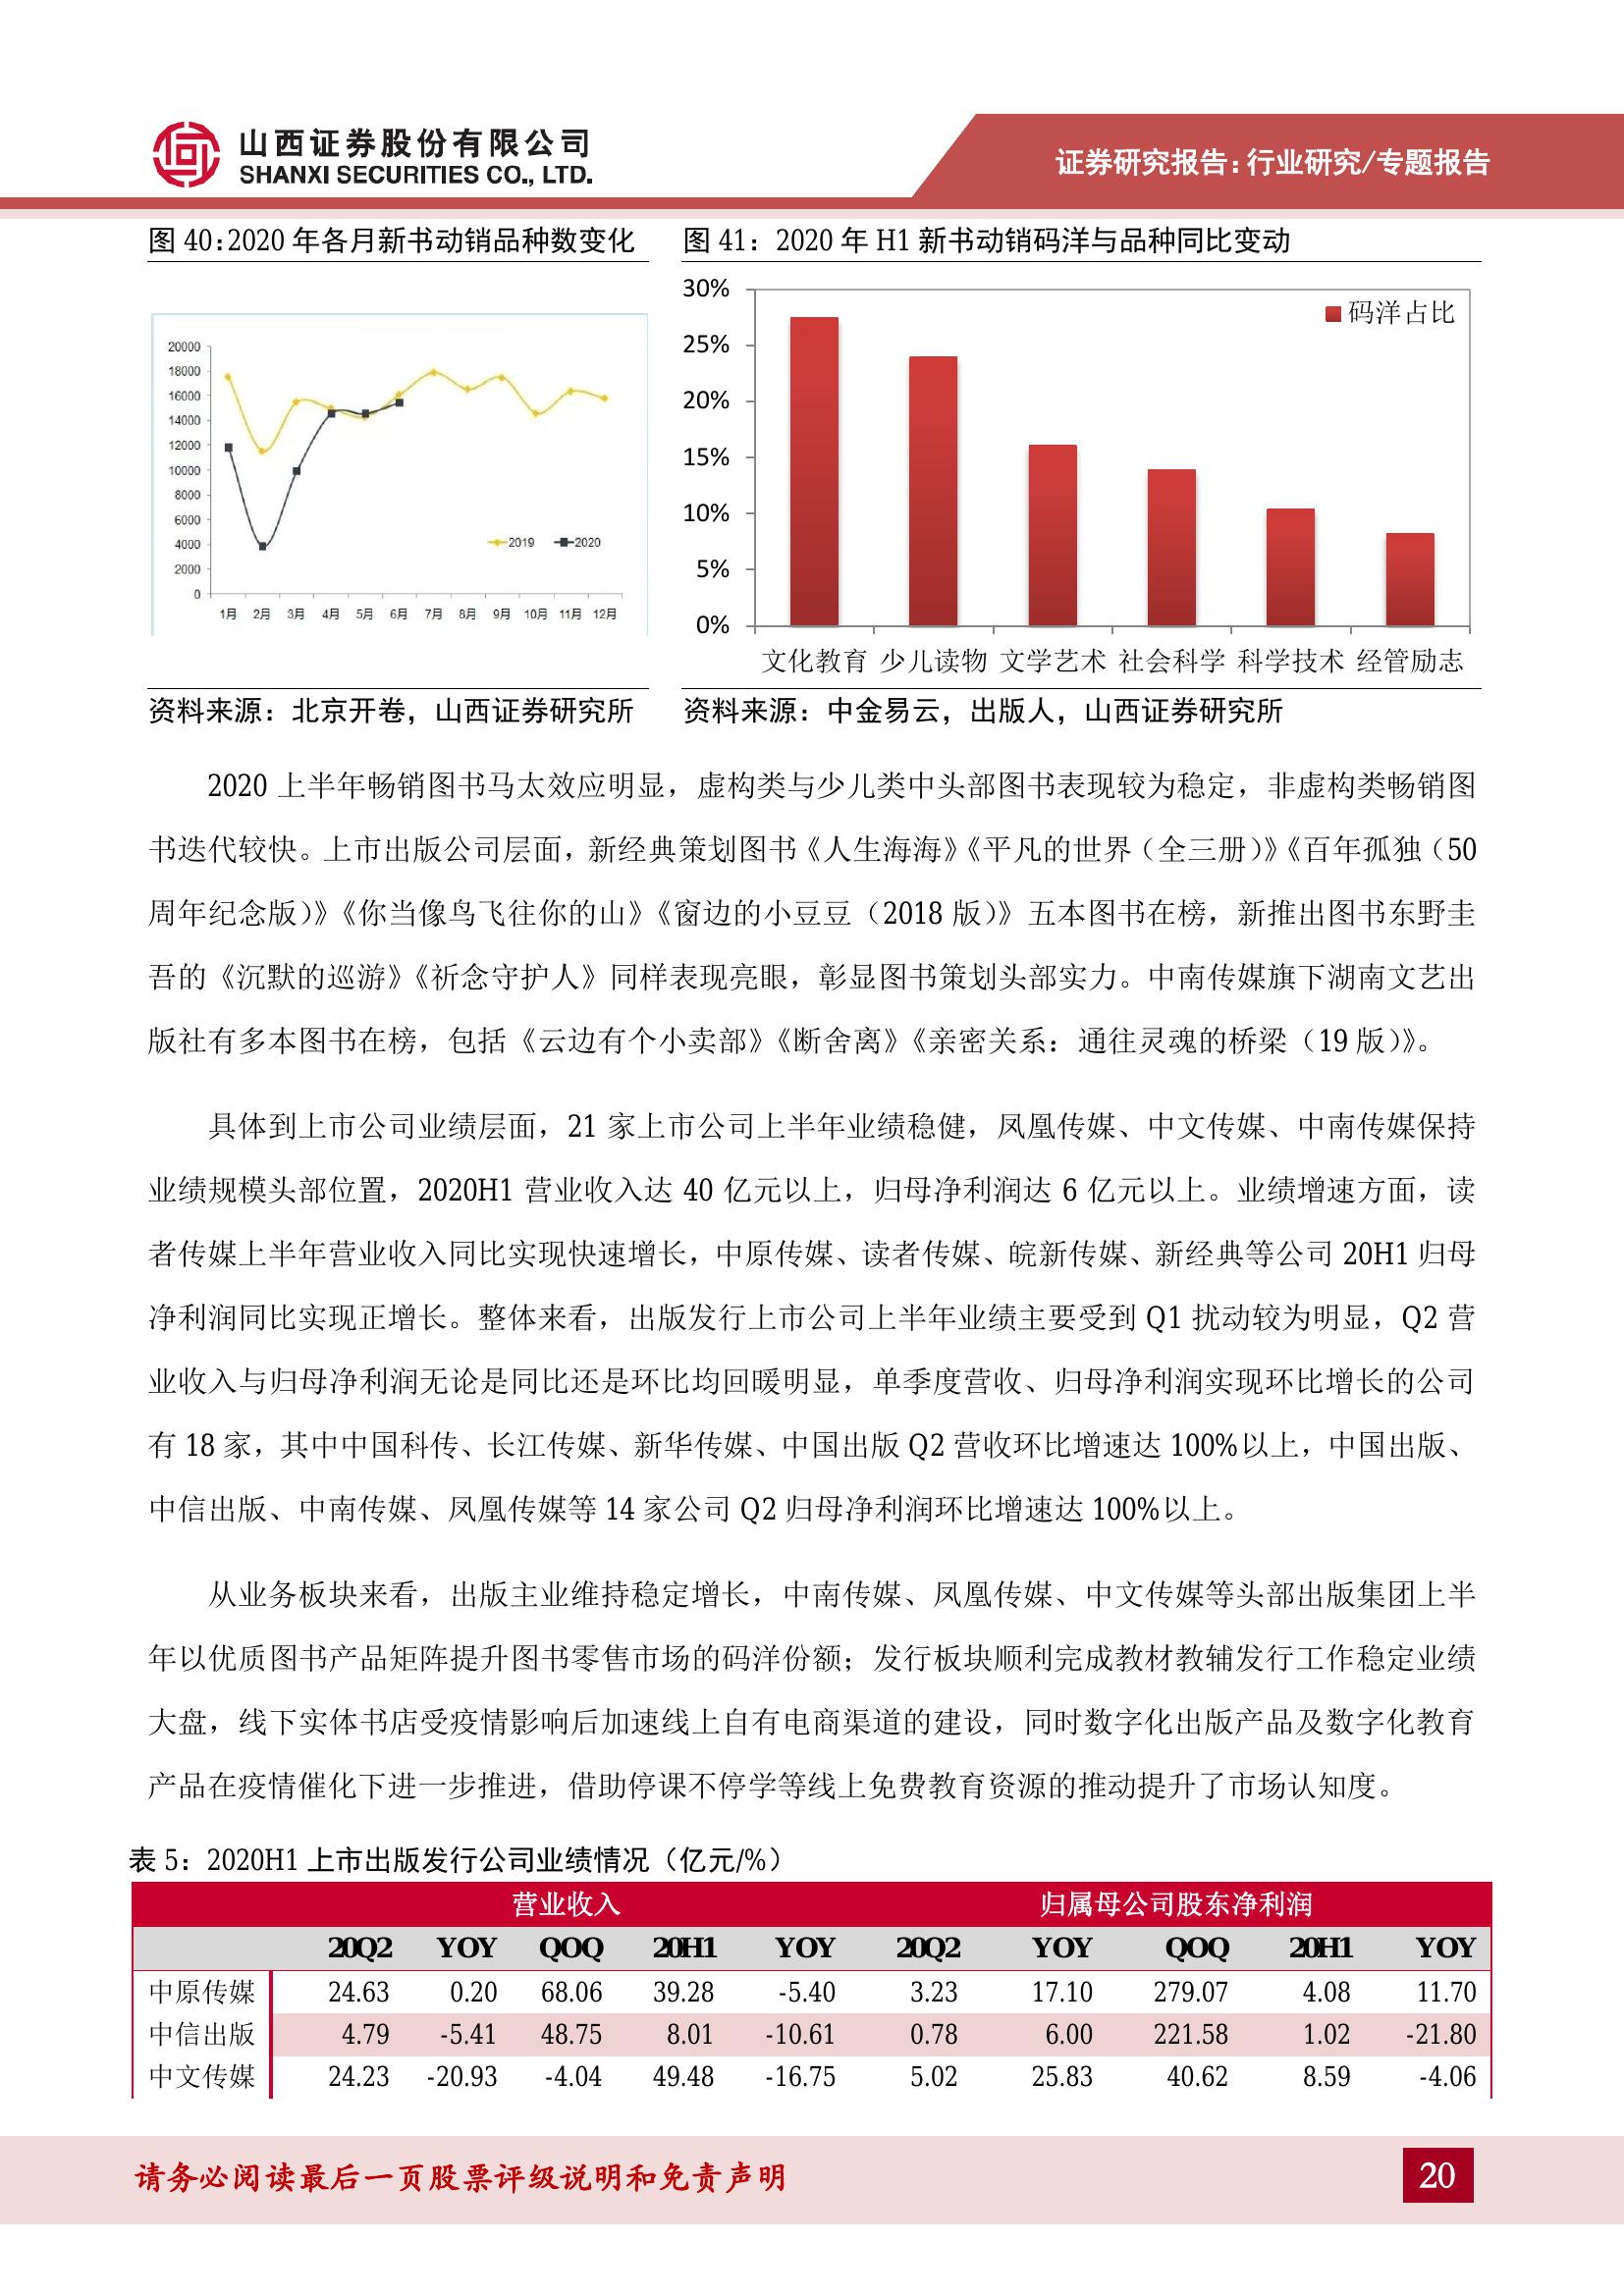 山西证券股份有限公司
SHANXI SECURITIES CO., LTD.
证券研究报告:行业研究/专题报告
图 40:2020 年各月新书动销品种数变化
图 41：2020 年 H1 新书动销码洋与品种同比变动
20000
18000
16000
14000
12000
10000
8000
6000
4000
2000
0
1月 2月 3月 4月 5月 6月 7月 8月 9月 10月 11月 12月
2019 2020
30%
25%
20%
15%
10%
5%
0%
码洋占比
文化教育 少儿读物 文学艺术 社会科学 科学技术 经管励志
资料来源：北京开卷，山西证券研究所
资料来源：中金易云，出版人，山西证券研究所
2020 上半年畅销图书马太效应明显，虚构类与少儿类中头部图书表现较为稳定，非虚构类畅销图
书迭代较快。上市出版公司层面，新经典策划图书《人生海海》《平凡的世界（全三册）》《百年孤独（50
周年纪念版）》《你当像鸟飞往你的山》《窗边的小豆豆（2018 版）》五本图书在榜，新推出图书东野圭
吾的《沉默的巡游》《祈念守护人》同样表现亮眼，彰显图书策划头部实力。中南传媒旗下湖南文艺出
版社有多本图书在榜，包括《云边有个小卖部》《断舍离》《亲密关系：通往灵魂的桥梁（19 版）》。
具体到上市公司业绩层面，21 家上市公司上半年业绩稳健，凤凰传媒、中文传媒、中南传媒保持
业绩规模头部位置，2020H1 营业收入达 40 亿元以上，归母净利润达 6 亿元以上。业绩增速方面，读
者传媒上半年营业收入同比实现快速增长，中原传媒、读者传媒、皖新传媒、新经典等公司 20H1 归母
净利润同比实现正增长。整体来看，出版发行上市公司上半年业绩主要受到 Q1 扰动较为明显，Q2 营
业收入与归母净利润无论是同比还是环比均回暖明显，单季度营收、归母净利润实现环比增长的公司
有 18 家，其中中国科传、长江传媒、新华传媒、中国出版 Q2 营收环比增速达 100%以上，中国出版、
中信出版、中南传媒、凤凰传媒等 14 家公司 Q2 归母净利润环比增速达 100%以上。
从业务板块来看，出版主业维持稳定增长，中南传媒、凤凰传媒、中文传媒等头部出版集团上半
年以优质图书产品矩阵提升图书零售市场的码洋份额；发行板块顺利完成教材教辅发行工作稳定业绩
大盘，线下实体书店受疫情影响后加速线上自有电商渠道的建设，同时数字化出版产品及数字化教育
产品在疫情催化下进一步推进，借助停课不停学等线上免费教育资源的推动提升了市场认知度。
表 5：2020H1 上市出版发行公司业绩情况（亿元/%）
营业收入 归属母公司股东净利润
20Q2 YOY QOQ 20H1 YOY 20Q2 YOY QOQ 20H1 YOY
中原传媒 24.63 0.20 68.06 39.28 -5.40 3.23 17.10 279.07 4.08 11.70
中信出版 4.79 -5.41 48.75 8.01 -10.61 0.78 6.00 221.58 1.02 -21.80
中文传媒 24.23 -20.93 -4.04 49.48 -16.75 5.02 25.83 40.62 8.59 -4.06
请务必阅读最后一页股票评级说明和免责声明
20